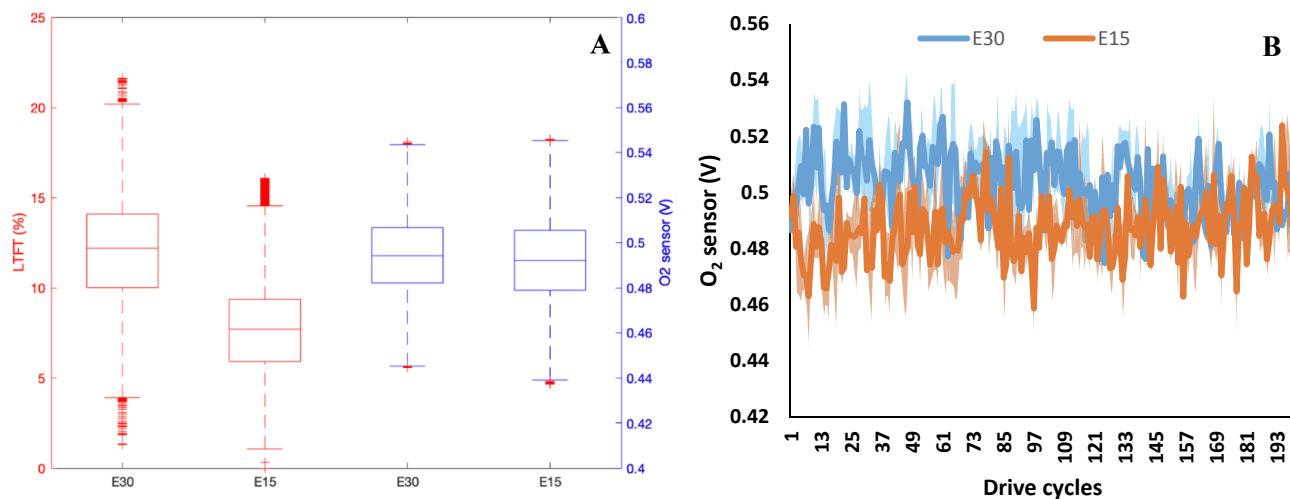 A
25
20
15
10
5
0
LTFT (%)
E30
E15
E30
E15
0.6
0.58
0.56
0.54
0.52
0.5
0.48
0.46
0.44
0.42
0.4
O2 sensor (V)
B
E30 E15
0.56
0.54
0.52
0.5
0.48
0.46
0.44
0.42
O₂ sensor (V)
1 13 25 37 49 61 73 85 97 109 121 133 145 157 169 181 193
Drive cycles